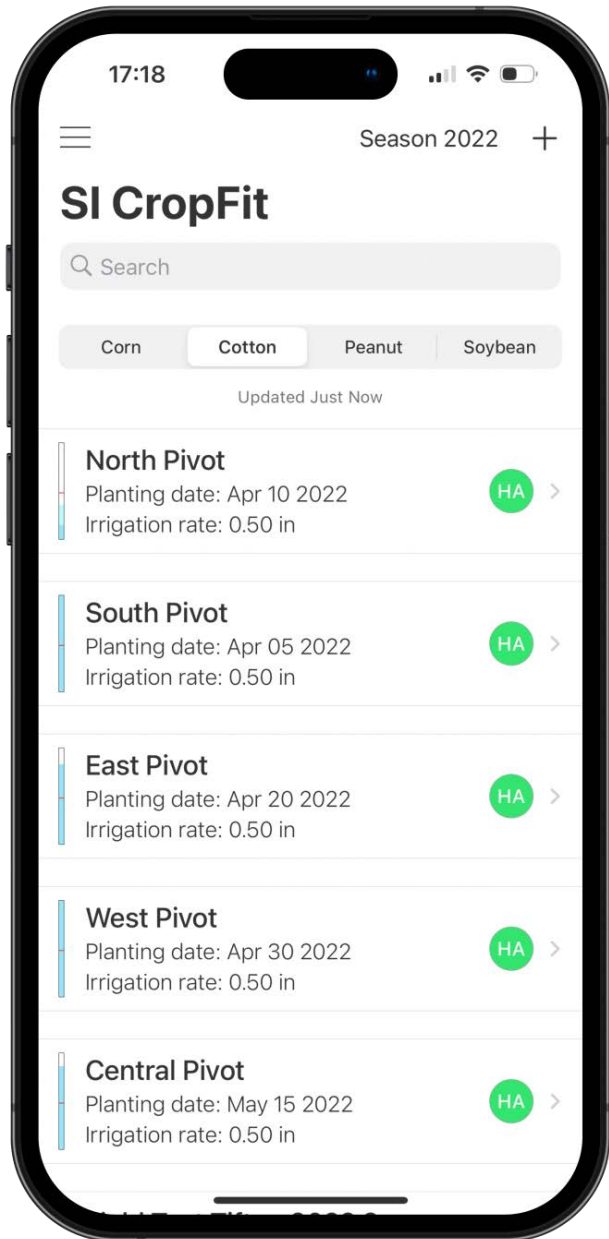 17:18
Season 2022
SI CropFit
Search
Corn Cotton Peanut Soybean
Updated Just Now
North Pivot
Planting date: Apr 10 2022
Irrigation rate: 0.50 in
HA
South Pivot
Planting date: Apr 05 2022
Irrigation rate: 0.50 in
HA
East Pivot
Planting date: Apr 20 2022
Irrigation rate: 0.50 in
HA
West Pivot
Planting date: Apr 30 2022
Irrigation rate: 0.50 in
HA
Central Pivot
Planting date: May 15 2022
Irrigation rate: 0.50 in
HA